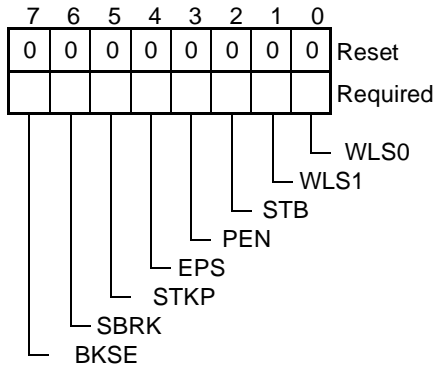 7 6 5 4 3 2 1 0
0 0 0 0 0 0 0 0 Reset
Required
WLS0
WLS1
STB
PEN
EPS
STKP
SBRK
BKSE